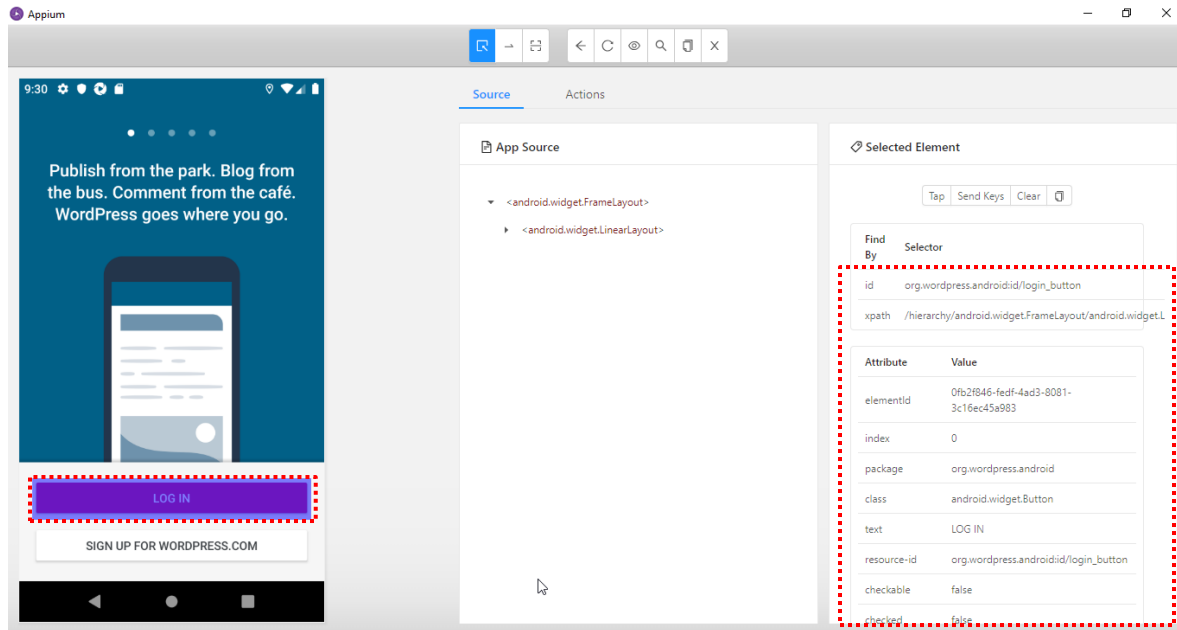 Appium
9:30
Publish from the park. Blog from
the bus. Comment from the café.
WordPress goes where you go.
LOG IN
SIGN UP FOR WORDPRESS.COM
Source
Actions
App Source
<android.widget.FrameLayout>
<android.widget.LinearLayout>
Selected Element
Tap
Send Keys
Clear
Find
By
Selector
id org.wordpress.android:id/login_button
xpath /hierarchy/android.widget.FrameLayout/android.widget.L
Attribute Value
elementId 0fb2f846-fedf-4ad3-8081-
3c16ec45a983
index 0
package org.wordpress.android
class android.widget.Button
text LOG IN
resource-id org.wordpress.android:id/login_button
checkable false
checked false